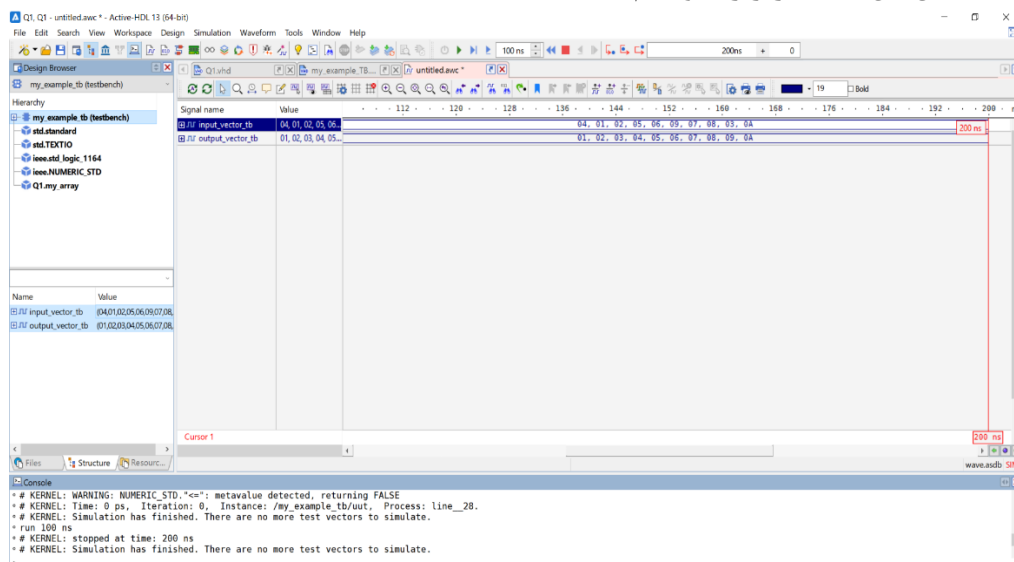 Q1, Q1 - untitled.awc * - Active-HDL 13 (64-bit)
File Edit Search View Workspace Design Simulation Waveform Tools Window Help
100 ns
200ns + 0
Design Browser
Q1.vhd
my_example_TB....
untitled.awc *
my_example_tb (testbench)
19
Bold
Hierarchy
my_example_tb (testbench)
std.standard
std.TEXTIO
ieee.std_logic_1164
ieee.NUMERIC_STD
Q1.my_array
Signal name Value 112 120 128 136 144 152 160 168 176 184 192 200
input_vector_tb 04, 01, 02, 05, 06... 04, 01, 02, 05, 06, 09, 07, 08, 03, 0A
200 ns
output_vector_tb 01, 02, 03, 04, 05... 01, 02, 03, 04, 05, 06, 07, 08, 09, 0A
Name Value
input_vector_tb (04,01,02,05,06,09,07,08,
output_vector_tb (01,02,03,04,05,06,07,08,
Cursor 1
200 ns
Files Structure Resourc...
wave.asdb
Console
# KERNEL: WARNING: NUMERIC_STD."<=": metavalue detected, returning FALSE
# KERNEL: Time: 0 ps, Iteration: 0, Instance: /my_example_tb/uut, Process: line__28.
# KERNEL: Simulation has finished. There are no more test vectors to simulate.
run 100 ns
# KERNEL: stopped at time: 200 ns
# KERNEL: Simulation has finished. There are no more test vectors to simulate.